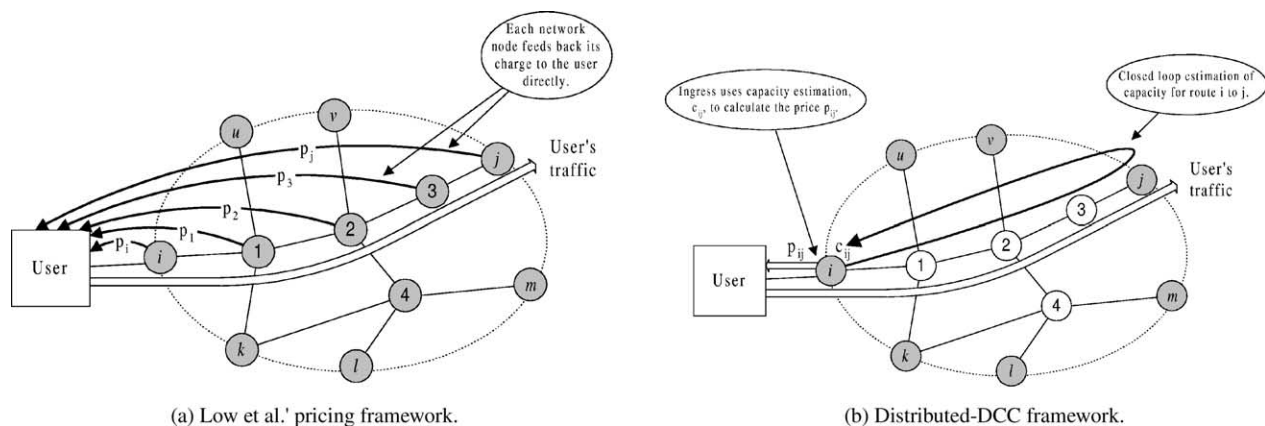 Each network
node feeds back its
charge to the user
directly.
v
u
j
User's
traffic
p_j
p_3
3
p_2
2
p_i
p_1
1
i
User
4
m
k
l
(a) Low et al.' pricing framework.
Ingress uses capacity estimation,
c_ij, to calculate the price p_ij.
Closed loop estimation of
capacity for route i to j.
v
u
j
User's
traffic
3
2
p_ij
c_ij
1
i
User
4
m
k
l
(b) Distributed-DCC framework.